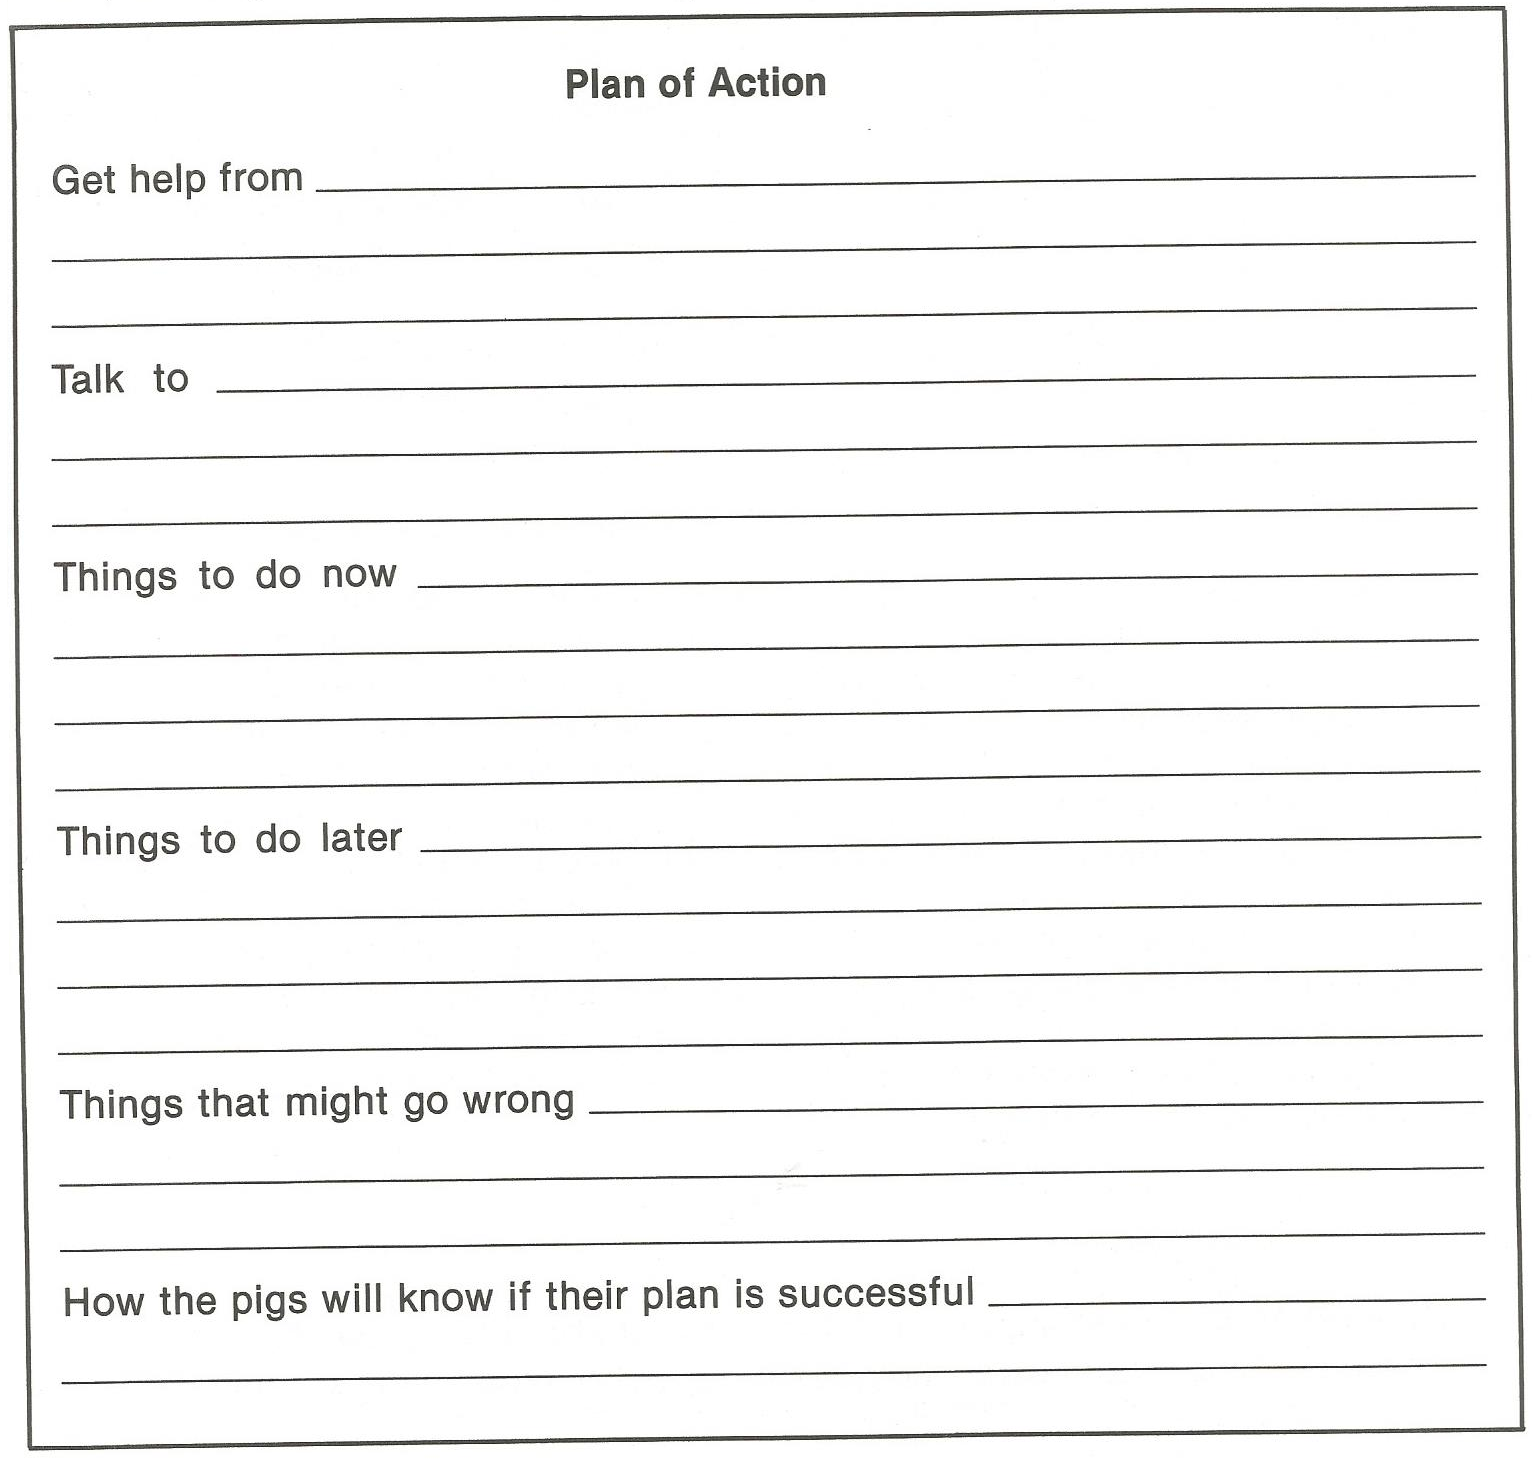 Plan of Action
Get help from
Talk to
Things to do now
Things to do later
Things that might go wrong
How the pigs will know if their plan is successful